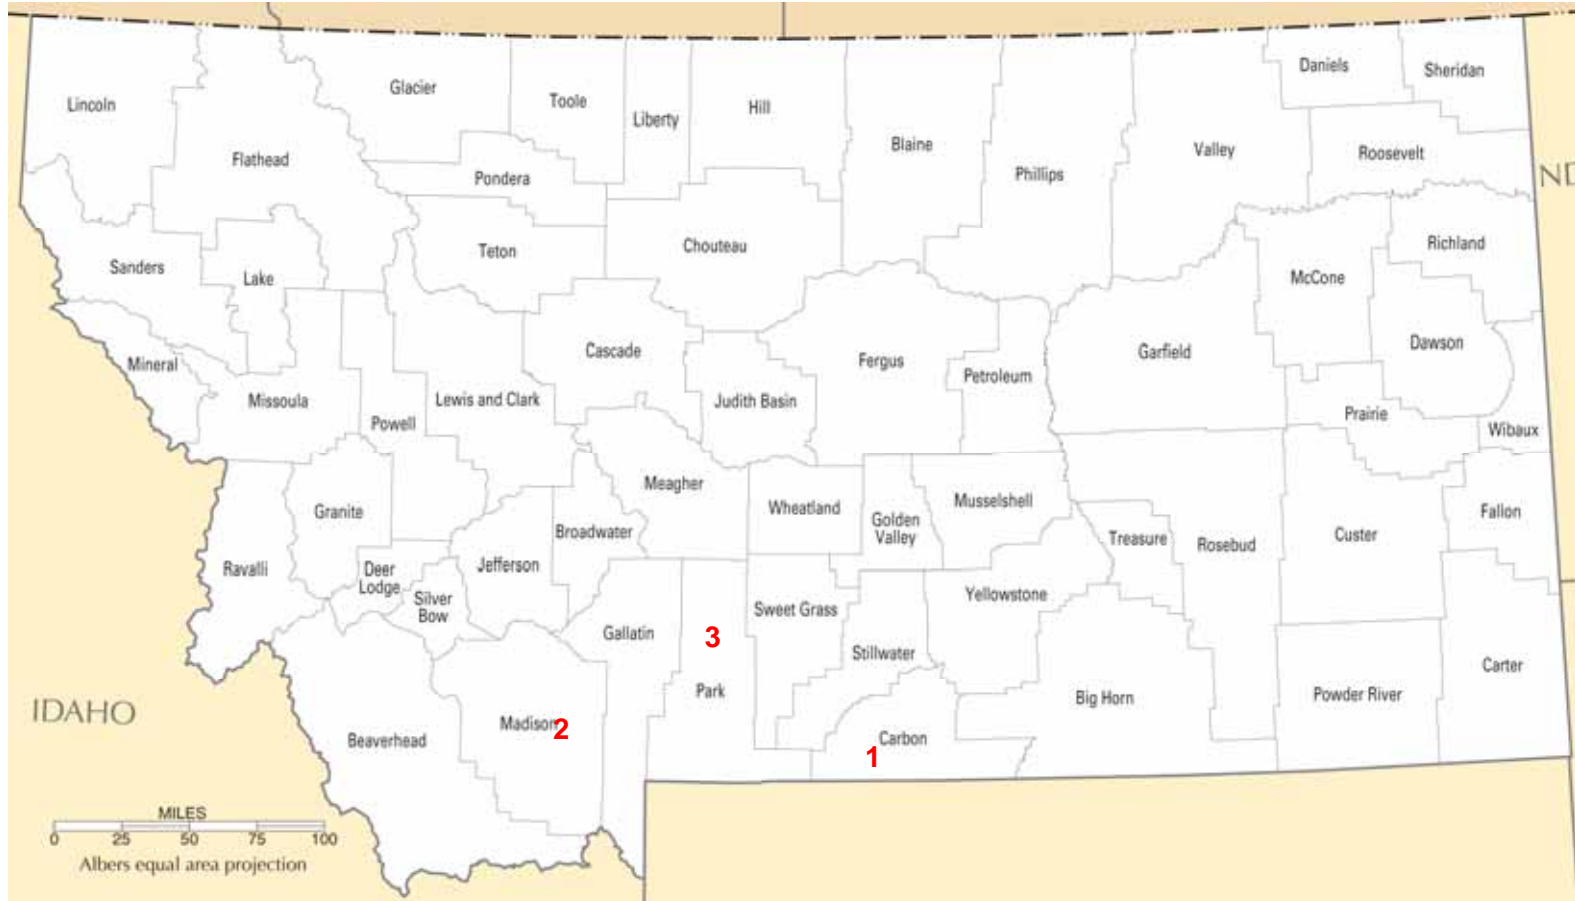 Lincoln
Flathead
Glacier
Toole
Liberty
Hill
Blaine
Phillips
Valley
Daniels
Sheridan
Roosevelt
ND
Pondera
Teton
Chouteau
Sanders
Lake
McCone
Richland
Mineral
Missoula
Powell
Lewis and Clark
Cascade
Judith Basin
Fergus
Petroleum
Garfield
Dawson
Prairie
Wibaux
Granite
Meagher
Wheatland
Golden
Valley
Musselshell
Treasure
Rosebud
Custer
Fallon
Ravalli
Deer
Lodge
Silver
Bow
Jefferson
Broadwater
Gallatin
3
Park
Sweet Grass
Stillwater
Yellowstone
Big Horn
Powder River
Carter
IDAHO
Beaverhead
Madison
2
Carbon
1
MILES
0 25 50 75 100
Albers equal area projection